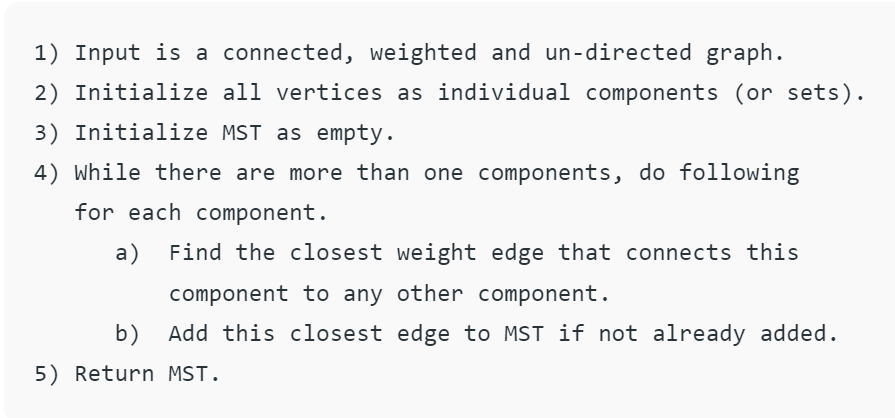 1) Input is a connected, weighted and un-directed graph.
2) Initialize all vertices as individual components (or sets).
3) Initialize MST as empty.
4) While there are more than one components, do following
for each component.
a) Find the closest weight edge that connects this
component to any other component.
b) Add this closest edge to MST if not already added.
5) Return MST.